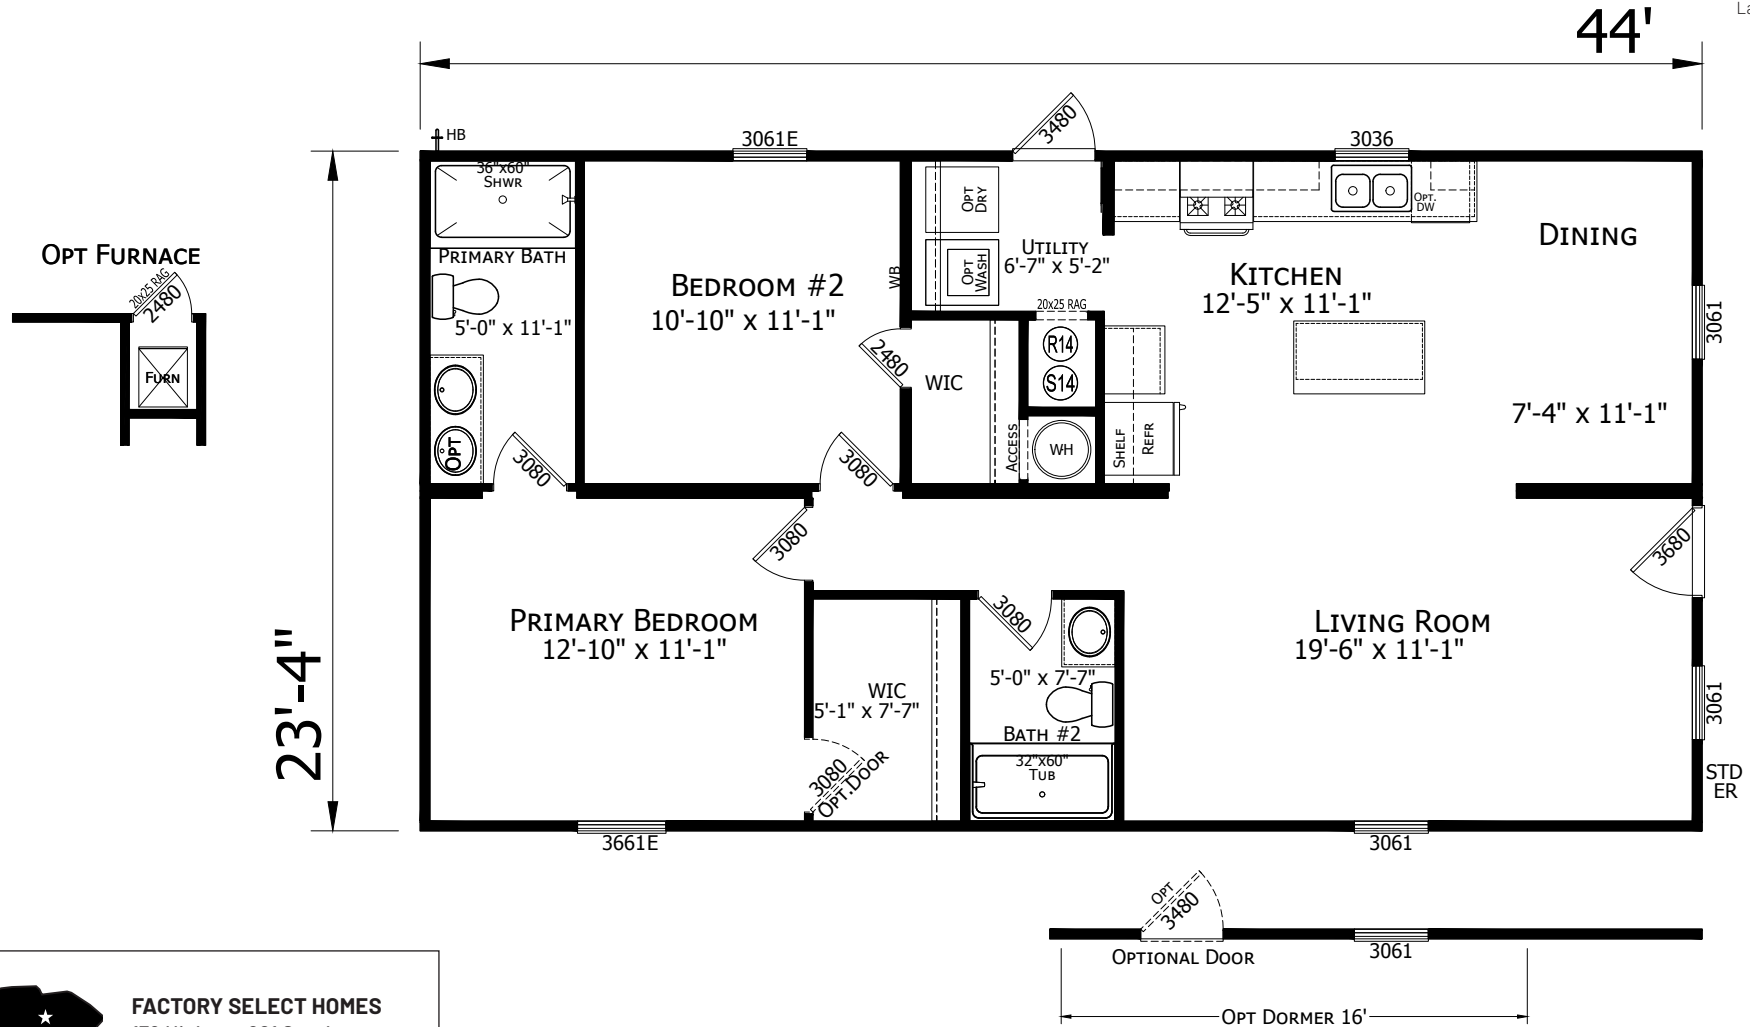 La
44'
HB
3061E
3480
3036
36"x60"
SHWR
OPT
DRY
OPT.
DW
DINING
OPT FURNACE
20x25 RAG
2480
FURN
PRIMARY BATH
5'-0" x 11'-1"
OPT
BEDROOM #2
10'-10" x 11'-1"
WB
OPT
WASH
UTILITY
6'-7" x 5'-2"
20x25 RAG
KITCHEN
12'-5" x 11'-1"
3061
R14
S14
2480
WIC
7'-4" x 11'-1"
ACCESS
WH
SHELF
REFR
3080
3080
3080
3680
23'-4"
PRIMARY BEDROOM
12'-10" x 11'-1"
3080
LIVING ROOM
19'-6" x 11'-1"
WIC
5'-1" x 7'-7"
5'-0" x 7'-7"
BATH #2
32"x60"
TUB
3061
3080
OPT.DOOR
STD
ER
3661E
3061
OPT
3480
OPTIONAL DOOR
3061
OPT DORMER 16'
FACTORY SELECT HOMES